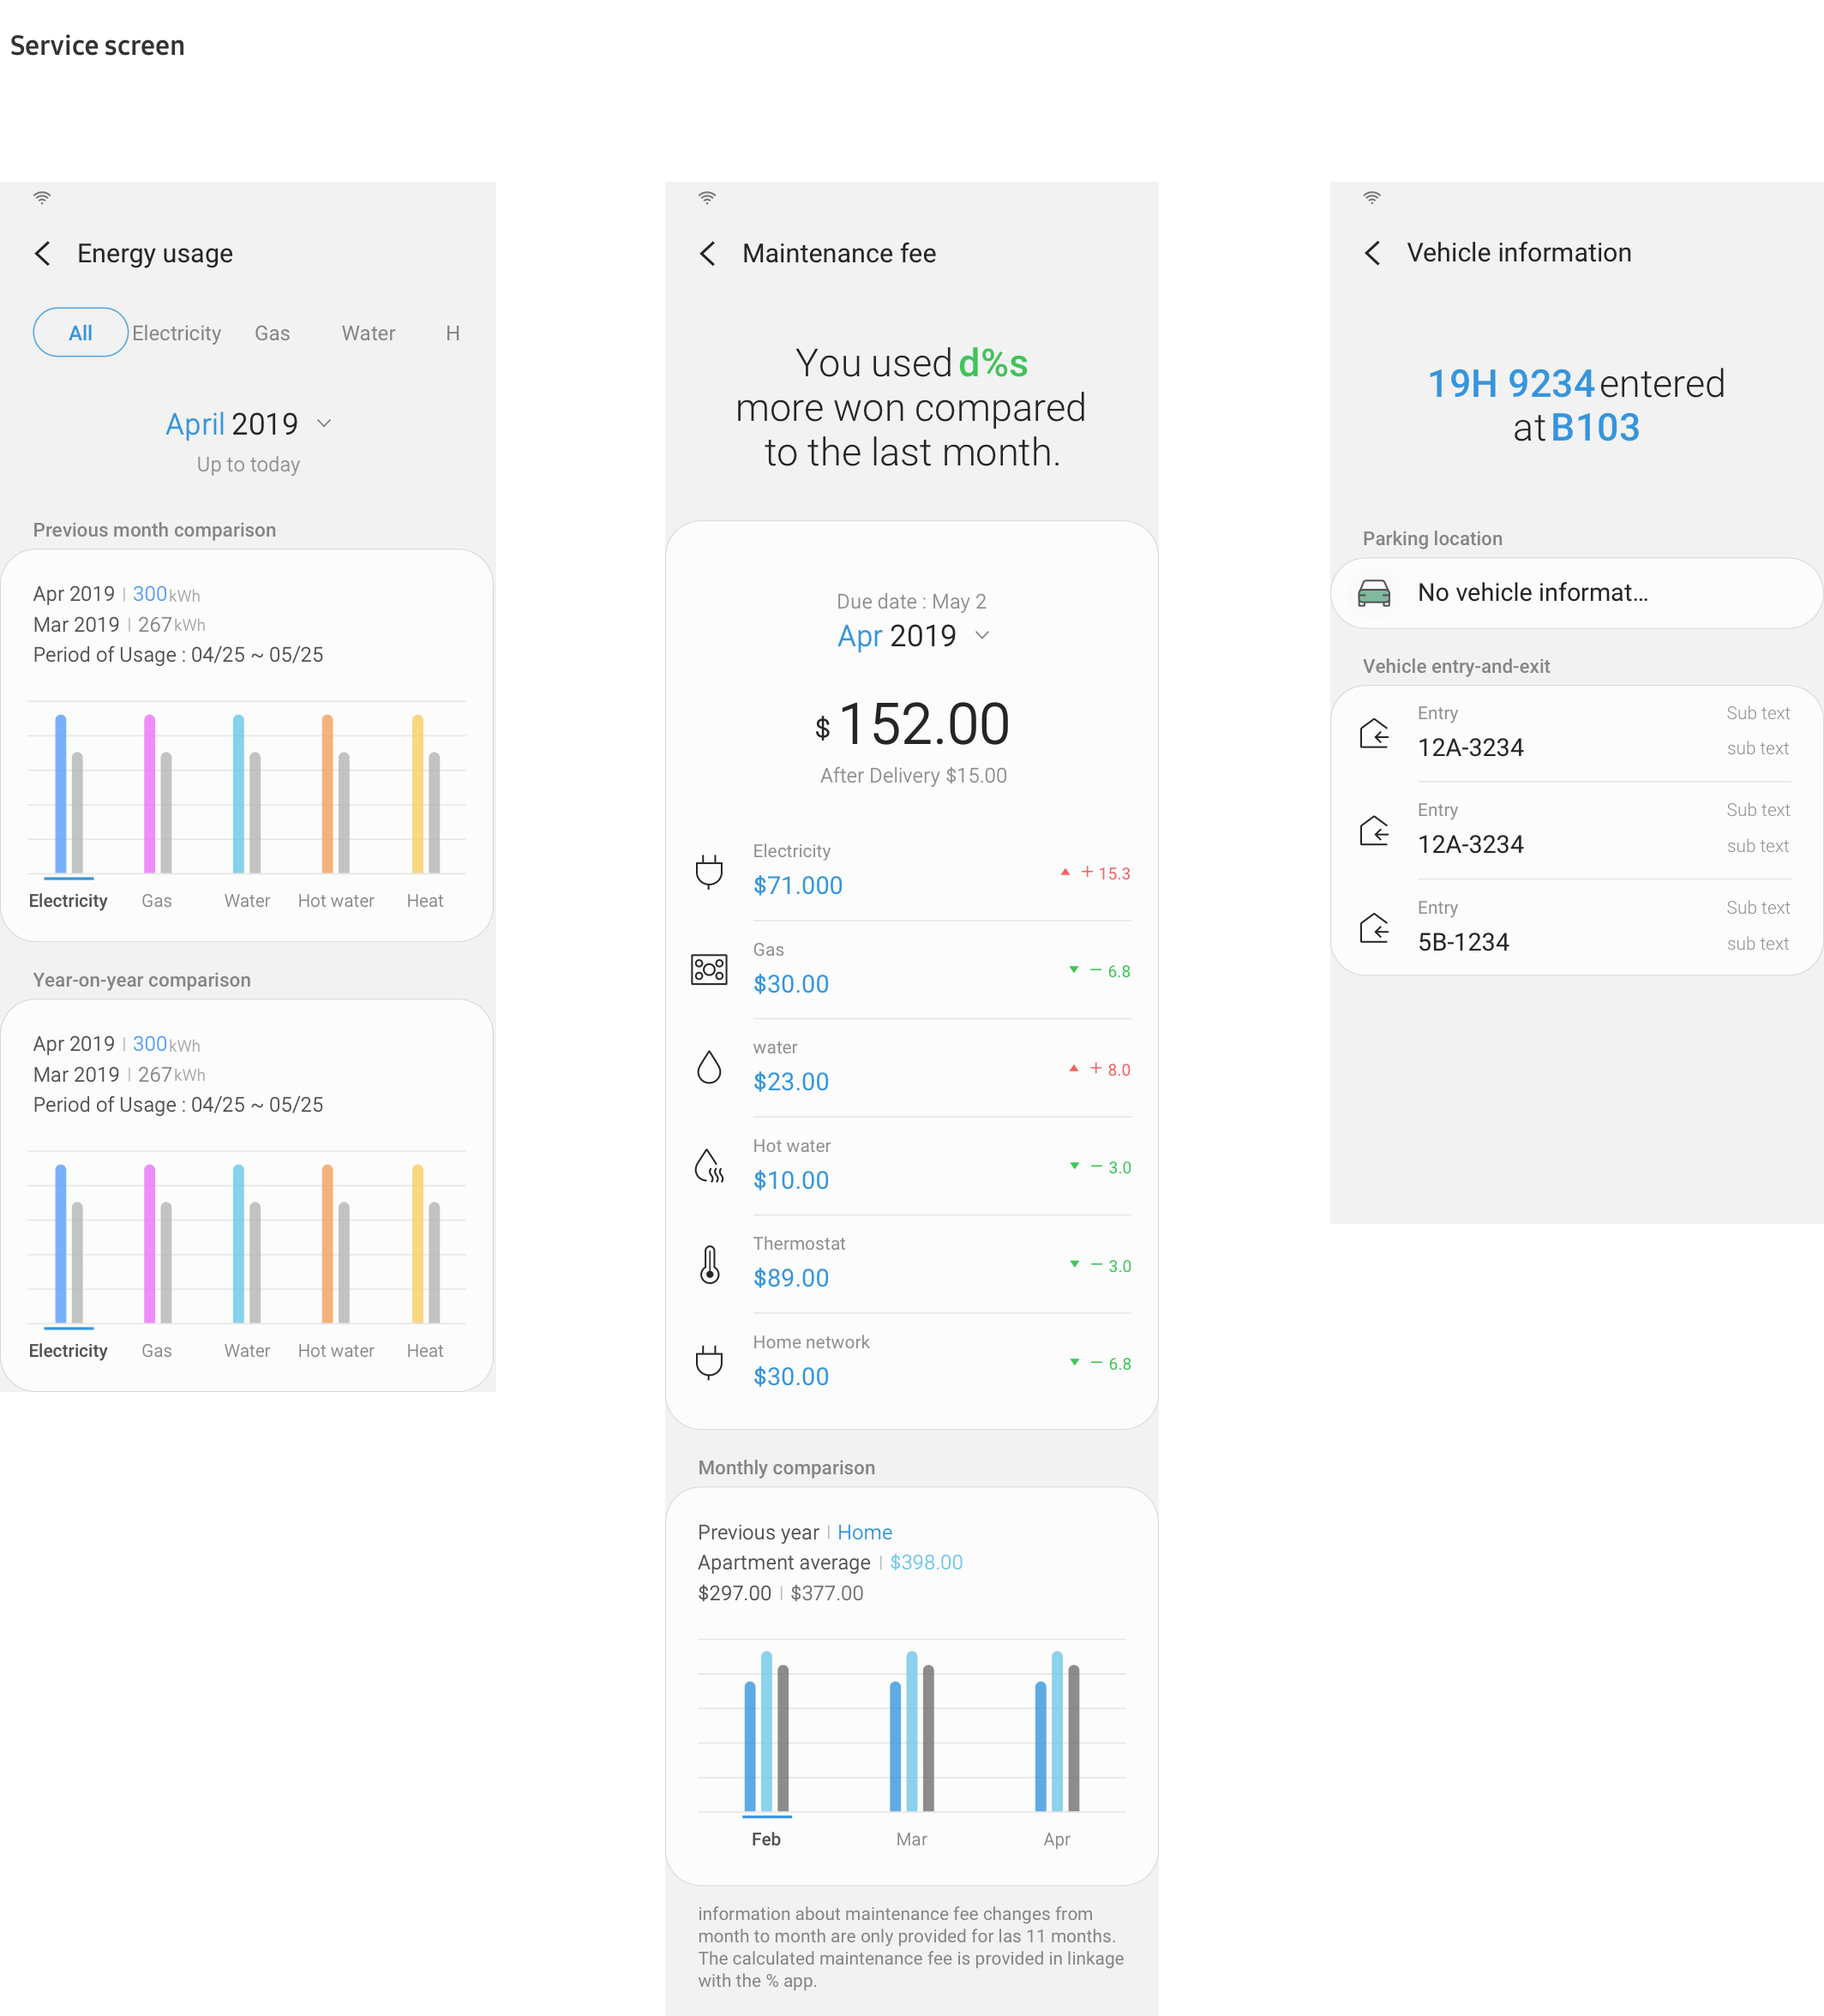 Service screen
Energy usage
All Electricity Gas Water H
April 2019
Up to today
Previous month comparison
Apr 2019 | 300 kWh
Mar 2019 | 267 kWh
Period of Usage : 04/25 ~ 05/25
Electricity Gas Water Hot water Heat
Year-on-year comparison
Apr 2019 | 300 kWh
Mar 2019 | 267 kWh
Period of Usage : 04/25 ~ 05/25
Electricity Gas Water Hot water Heat
Maintenance fee
You used d%s
more won compared
to the last month.
Due date : May 2
Apr 2019
$ 152.00
After Delivery $15.00
Electricity
$71.000
+ 15.3
Gas
$30.00
− 6.8
water
$23.00
+ 8.0
Hot water
$10.00
− 3.0
Thermostat
$89.00
− 3.0
Home network
$30.00
− 6.8
Monthly comparison
Previous year | Home
Apartment average | $398.00
$297.00 | $377.00
Feb Mar Apr
information about maintenance fee changes from
month to month are only provided for las 11 months.
The calculated maintenance fee is provided in linkage
with the % app.
Vehicle information
19H 9234 entered
at B103
Parking location
No vehicle informat...
Vehicle entry-and-exit
Entry Sub text
12A-3234 sub text
Entry Sub text
12A-3234 sub text
Entry Sub text
5B-1234 sub text